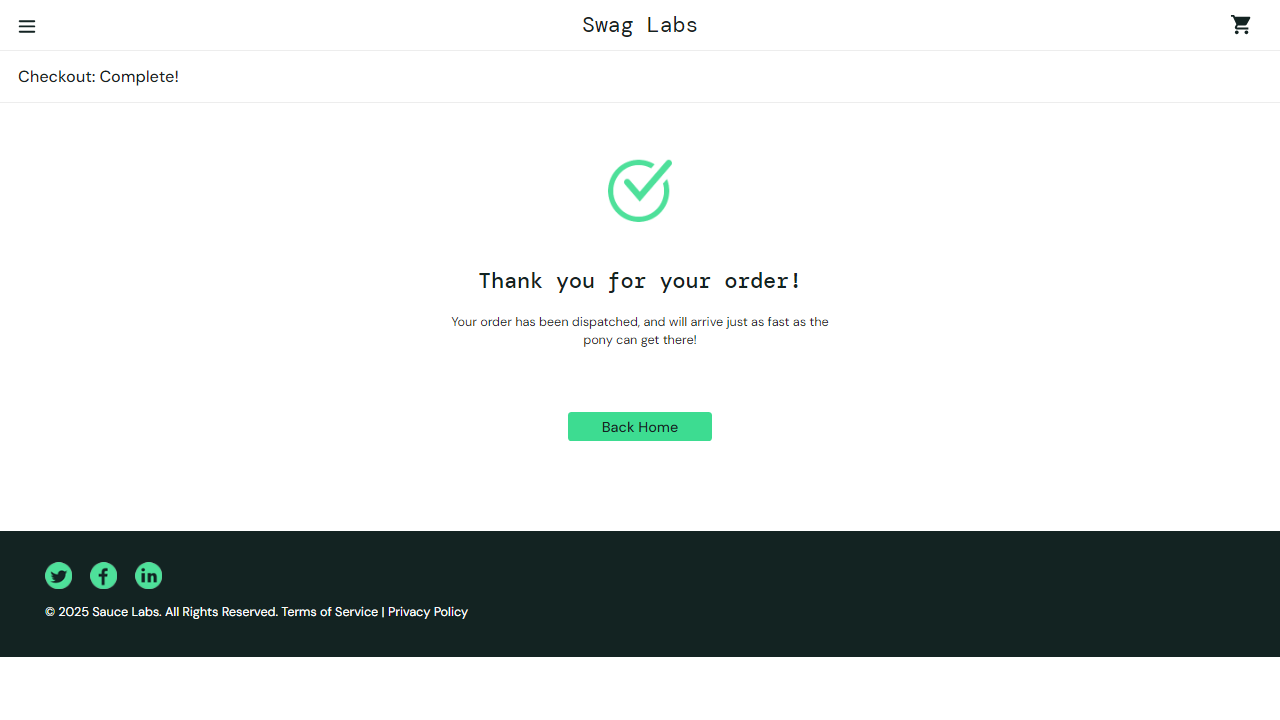 Swag Labs
Checkout: Complete!
Thank you for your order!
Your order has been dispatched, and will arrive just as fast as the
pony can get there!
Back Home
© 2025 Sauce Labs. All Rights Reserved. Terms of Service | Privacy Policy